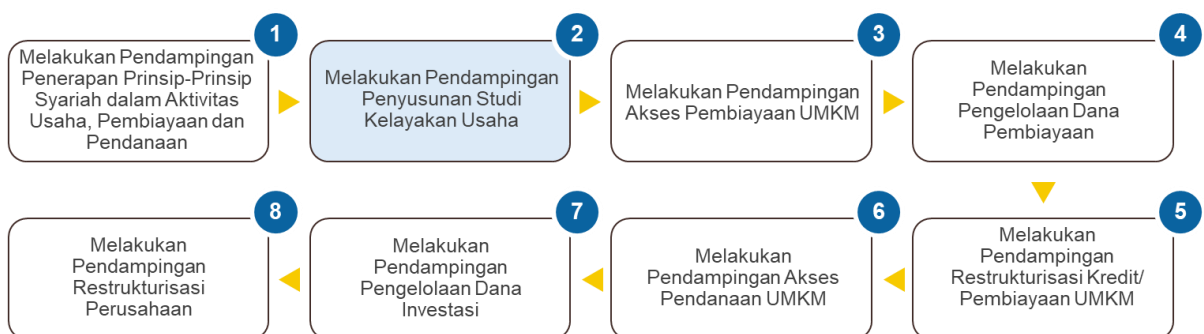 1
Melakukan Pendampingan
Penerapan Prinsip-Prinsip
Syariah dalam Aktivitas
Usaha, Pembiayaan dan
Pendanaan
2
Melakukan Pendampingan
Penyusunan Studi
Kelayakan Usaha
3
Melakukan Pendampingan
Akses Pembiayaan UMKM
4
Melakukan
Pendampingan
Pengelolaan Dana
Pembiayaan
5
Melakukan
Pendampingan
Restrukturisasi Kredit/
Pembiayaan UMKM
6
Melakukan
Pendampingan Akses
Pendanaan UMKM
7
Melakukan
Pendampingan
Pengelolaan Dana
Investasi
8
Melakukan
Pendampingan
Restrukturisasi
Perusahaan